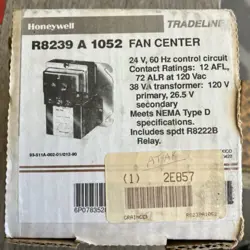 Honeywell
TRADELINE
R8239 A 1052 FAN CENTER
24 V, 60 Hz control circuit
Contact Ratings: 12 AFL,
72 ALR at 120 Vac
38 VA transformer: 120 V
primary, 26.5 V
secondary
Meets NEMA Type D
specifications.
Includes spdt R8222B
Relay.
(1) 2E857
GRAINGER